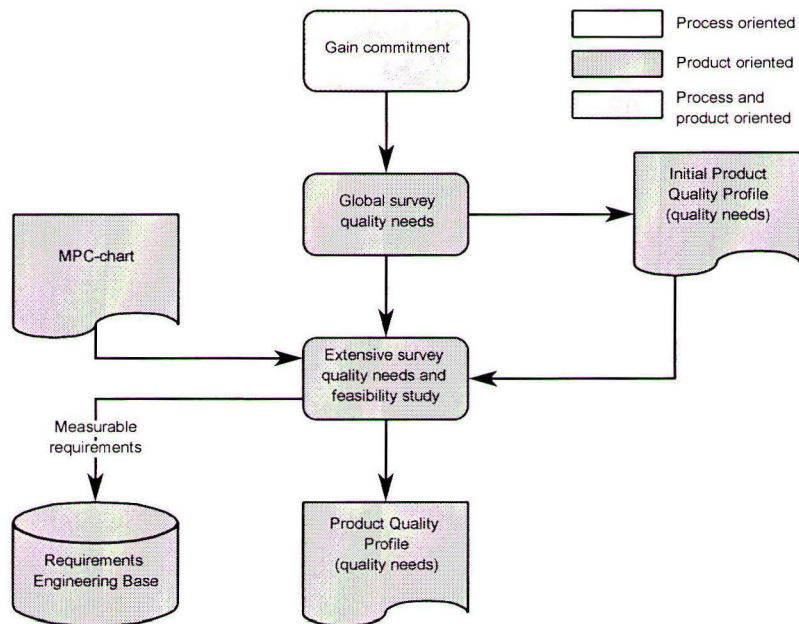 Gain commitment
Process oriented
Product oriented
Process and
product oriented
Global survey
quality needs
Initial Product
Quality Profile
(quality needs)
MPC-chart
Extensive survey
quality needs and
feasibility study
Measurable
requirements
Requirements
Engineering Base
Product Quality
Profile
(quality needs)